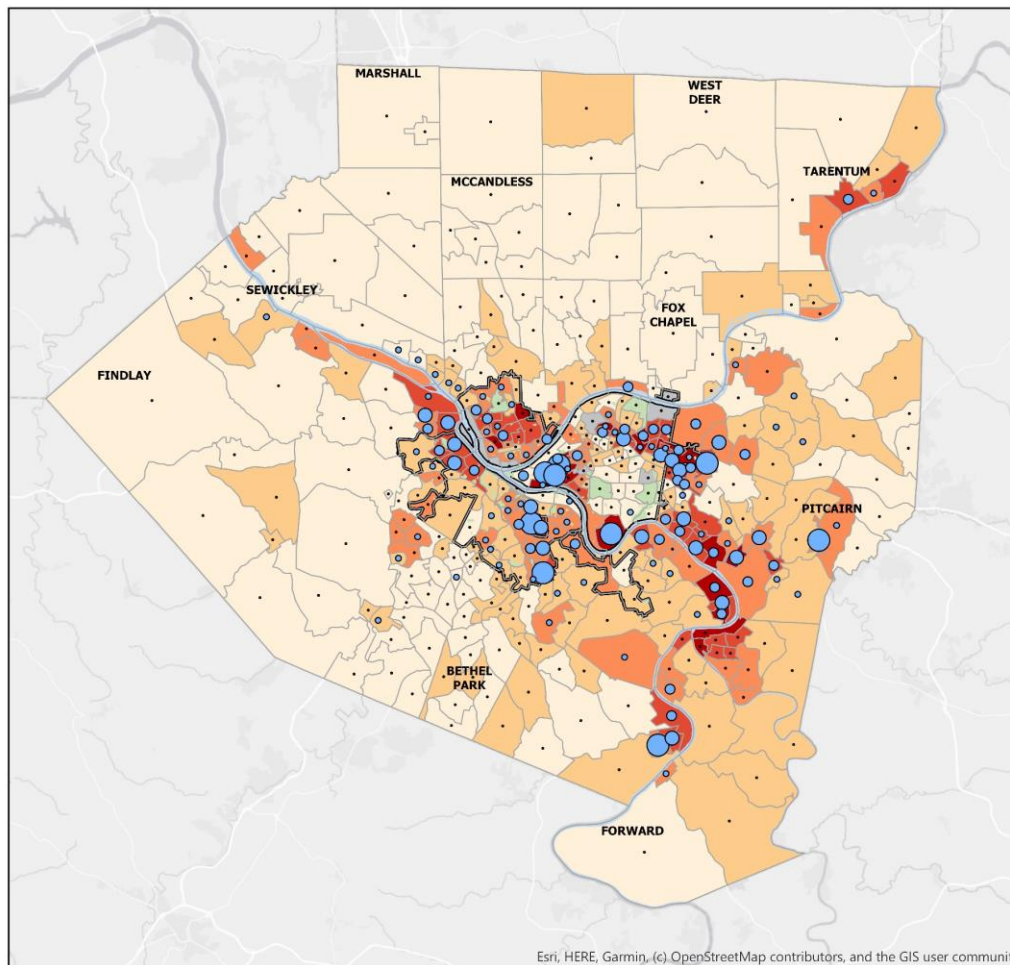 MARSHALL
WEST
DEER
TARENTUM
MCCANDLESS
SEWICKLEY
FOX
CHAPEL
FINDLAY
PITCAIRN
BETHEL
PARK
FORWARD
Esri, HERE, Garmin, (c) OpenStreetMap contributors, and the GIS user communit